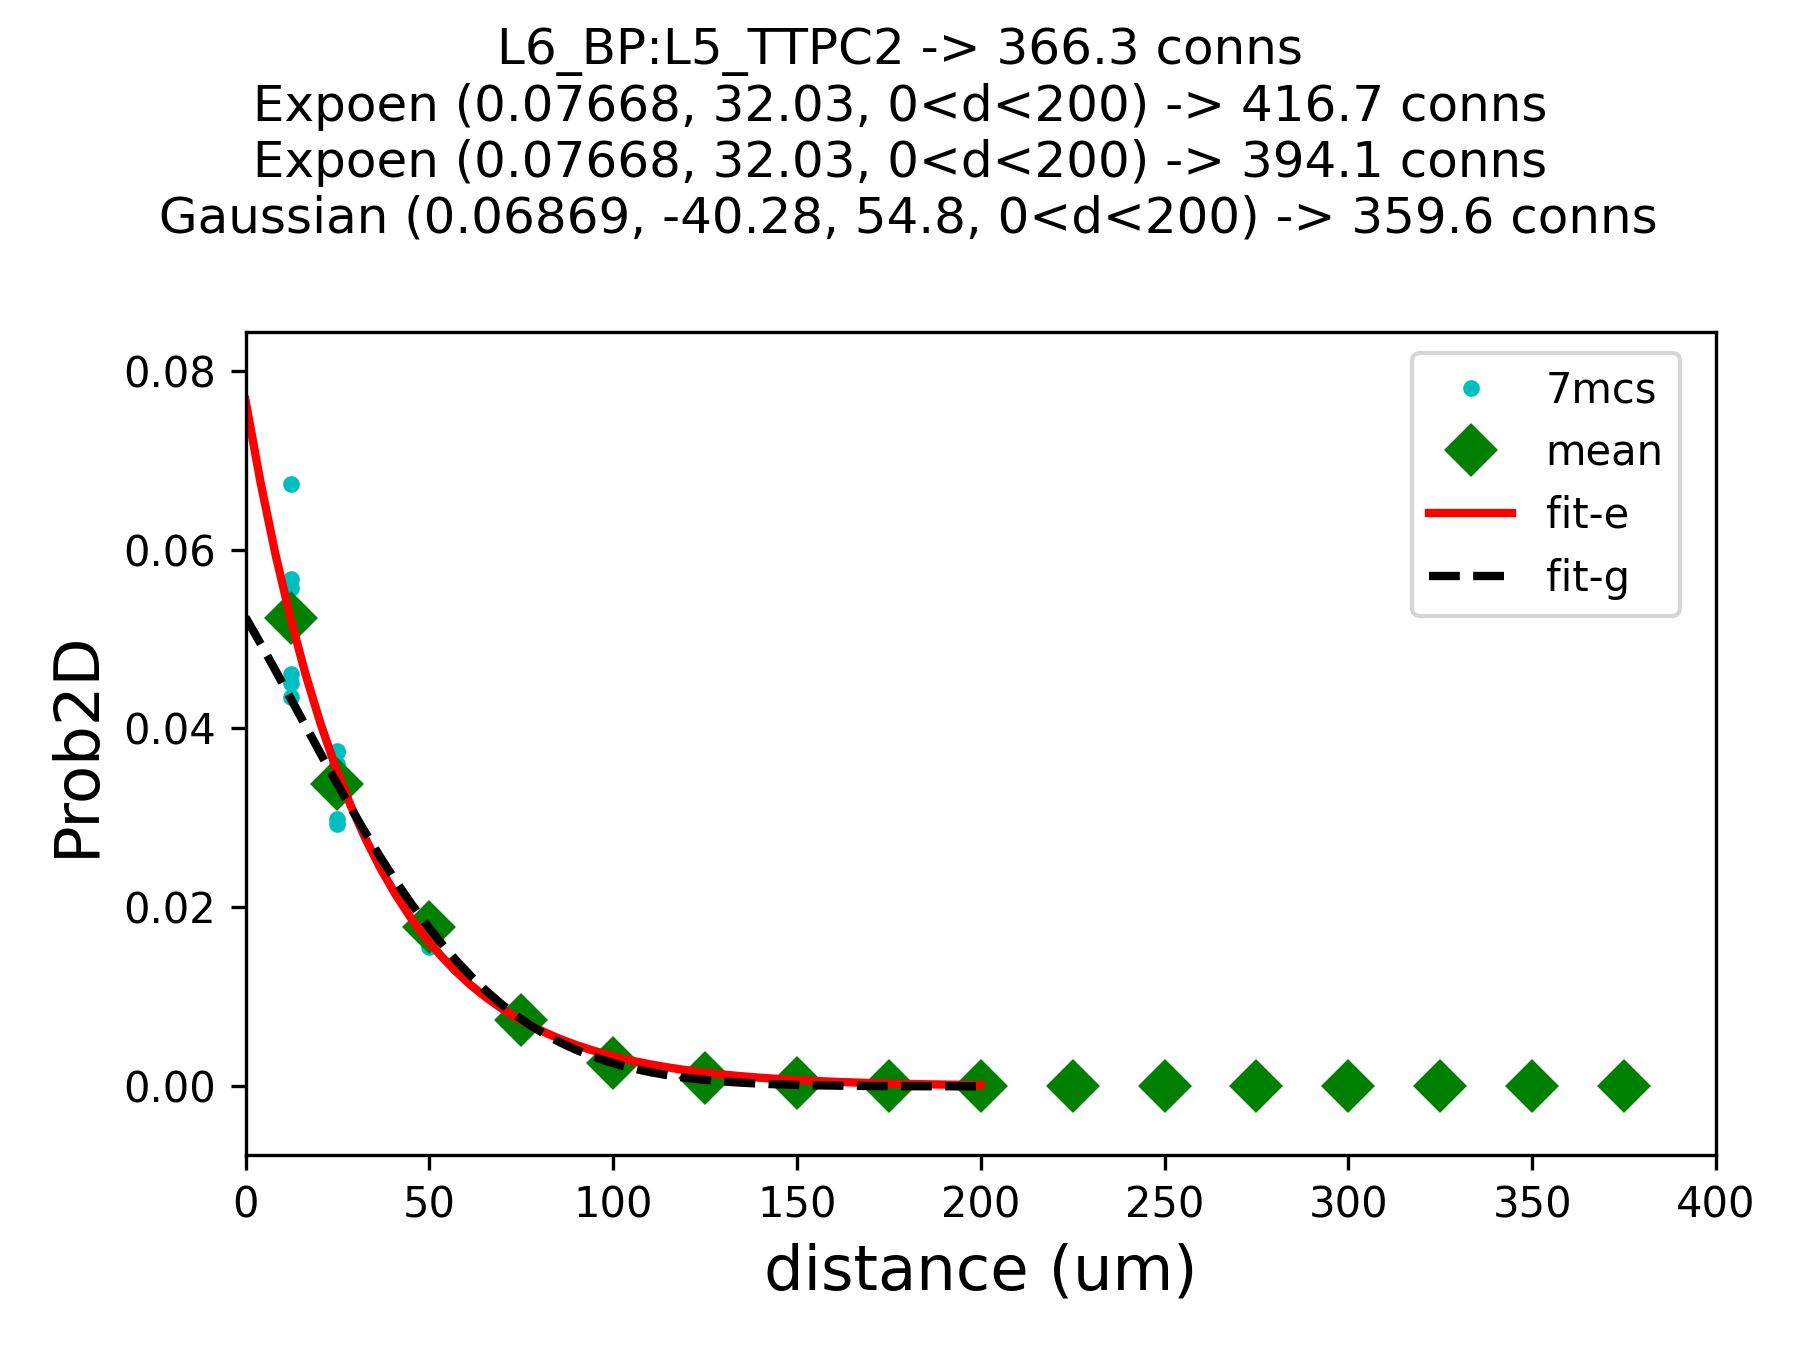 L6_BP:L5_TTPC2 -> 366.3 conns
Expoen (0.07668, 32.03, 0<d<200) -> 416.7 conns
Expoen (0.07668, 32.03, 0<d<200) -> 394.1 conns
Gaussian (0.06869, -40.28, 54.8, 0<d<200) -> 359.6 conns
7mcs
mean
fit-e
fit-g
Prob2D
0.08
0.06
0.04
0.02
0.00
0 50 100 150 200 250 300 350 400
distance (um)